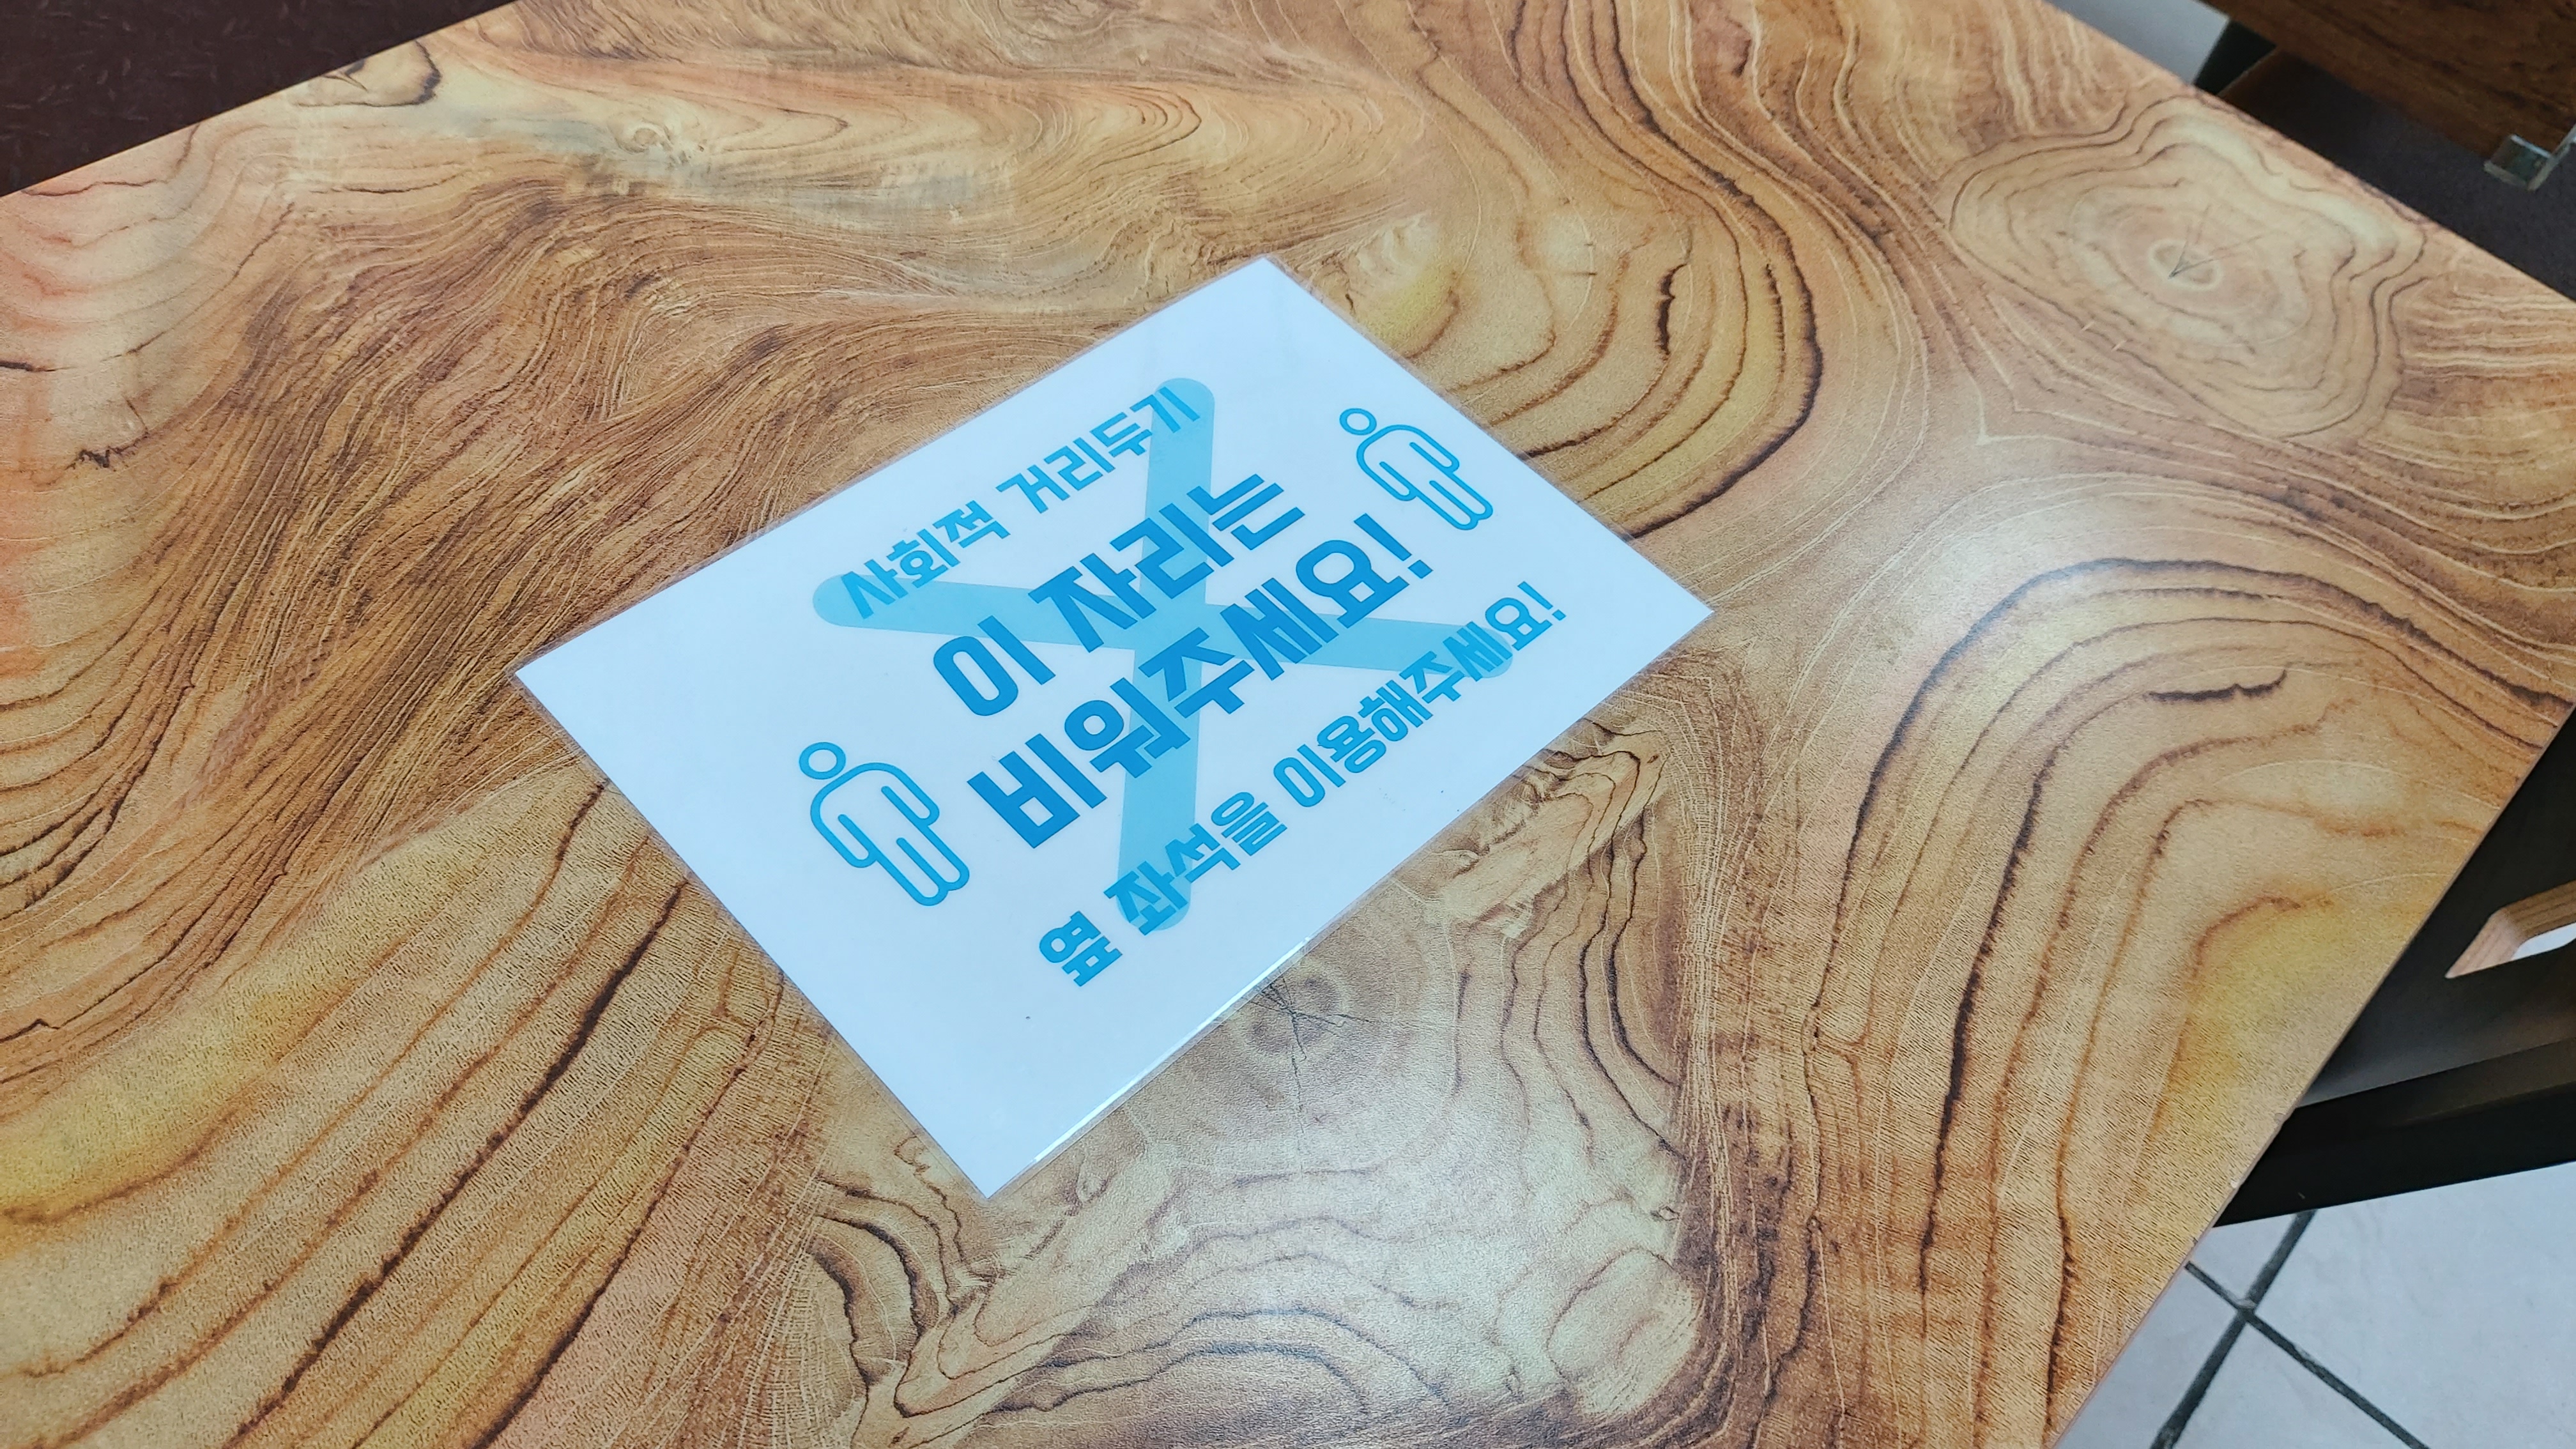 사회적 거리두기
이 자리는
비워주세요!
옆 좌석을 이용해주세요!